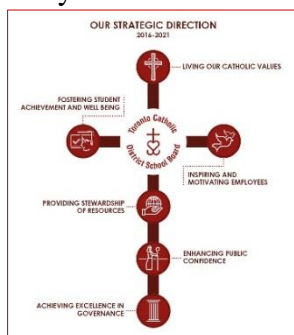 OUR STRATEGIC DIRECTION
2016-2021
LIVING OUR CATHOLIC VALUES
FOSTERING STUDENT
ACHIEVEMENT AND WELL BEING
Toronto Catholic
District School Board
INSPIRING AND
MOTIVATING EMPLOYEES
PROVIDING STEWARDSHIP
OF RESOURCES
ENHANCING PUBLIC
CONFIDENCE
ACHIEVING EXCELLENCE IN
GOVERNANCE